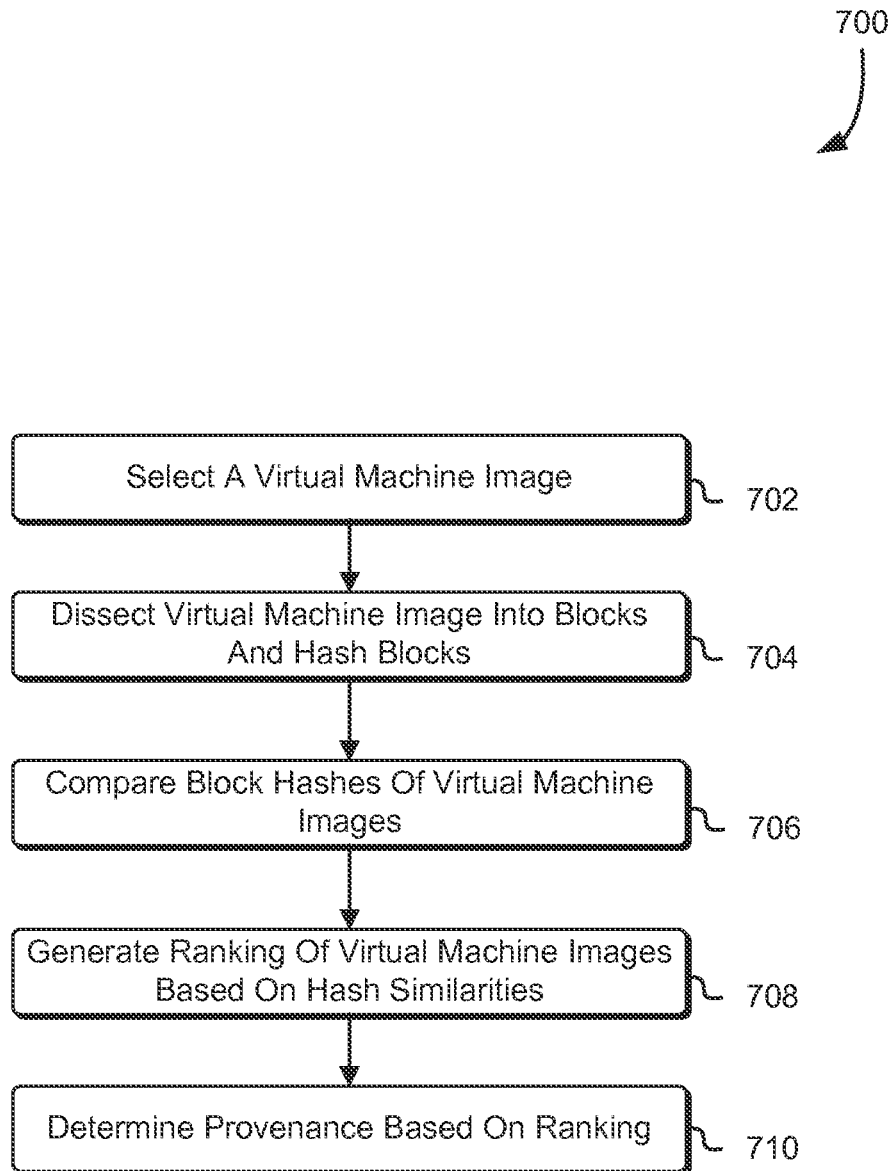 700
Select A Virtual Machine Image
702
Dissect Virtual Machine Image Into Blocks
And Hash Blocks
704
Compare Block Hashes Of Virtual Machine
Images
706
Generate Ranking Of Virtual Machine Images
Based On Hash Similarities
708
Determine Provenance Based On Ranking
710